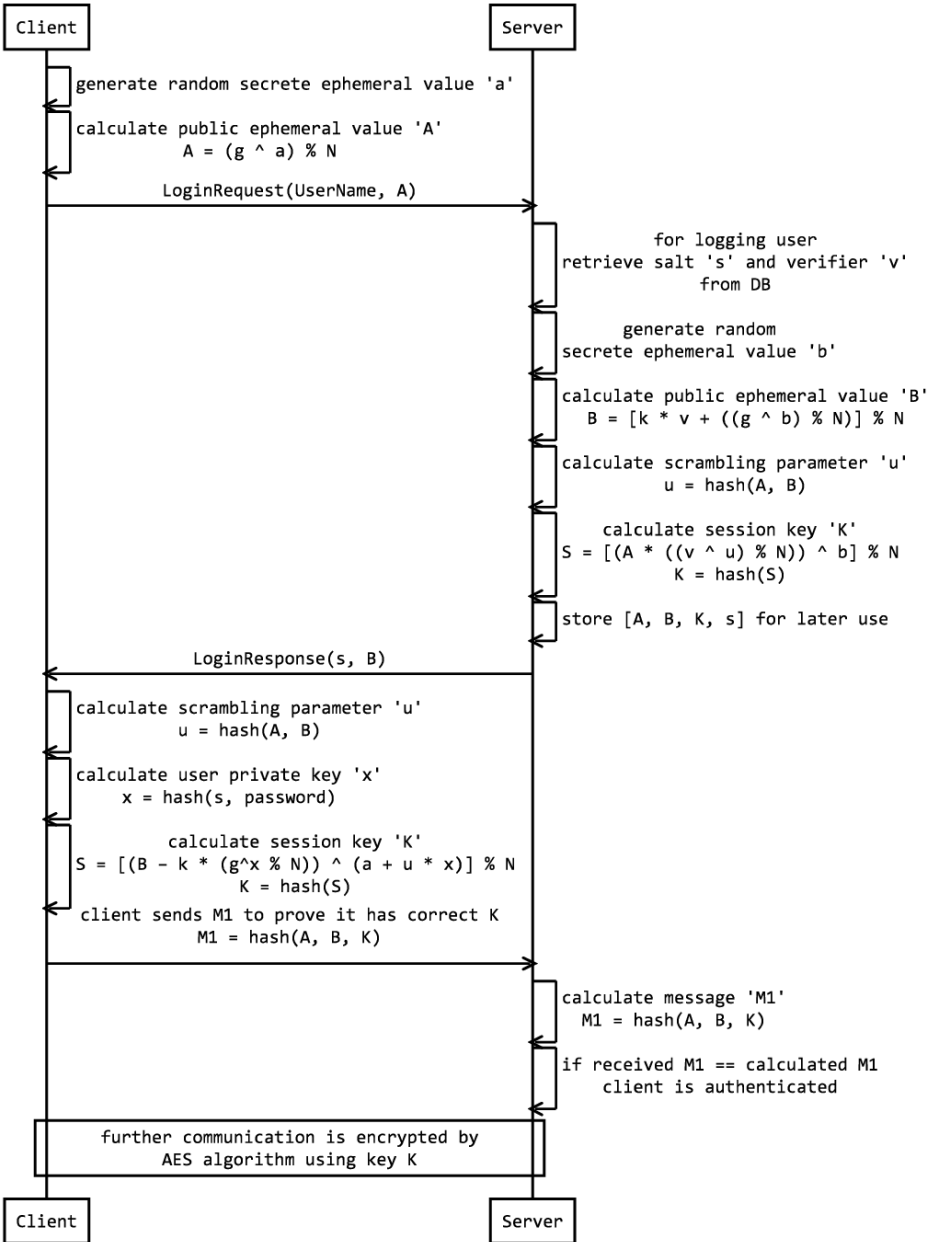 Client
Server
generate random secrete ephemeral value 'a'
calculate public ephemeral value 'A'
A = (g ^ a) % N
LoginRequest(UserName, A)
for logging user
retrieve salt 's' and verifier 'v'
from DB
generate random
secrete ephemeral value 'b'
calculate public ephemeral value 'B'
B = [k * v + ((g ^ b) % N)] % N
calculate scrambling parameter 'u'
u = hash(A, B)
calculate session key 'K'
S = [(A * ((v ^ u) % N)) ^ b] % N
K = hash(S)
store [A, B, K, s] for later use
LoginResponse(s, B)
calculate scrambling parameter 'u'
u = hash(A, B)
calculate user private key 'x'
x = hash(s, password)
calculate session key 'K'
S = [(B – k * (g^x % N)) ^ (a + u * x)] % N
K = hash(S)
client sends M1 to prove it has correct K
M1 = hash(A, B, K)
calculate message 'M1'
M1 = hash(A, B, K)
if received M1 == calculated M1
client is authenticated
further communication is encrypted by
AES algorithm using key K
Client
Server